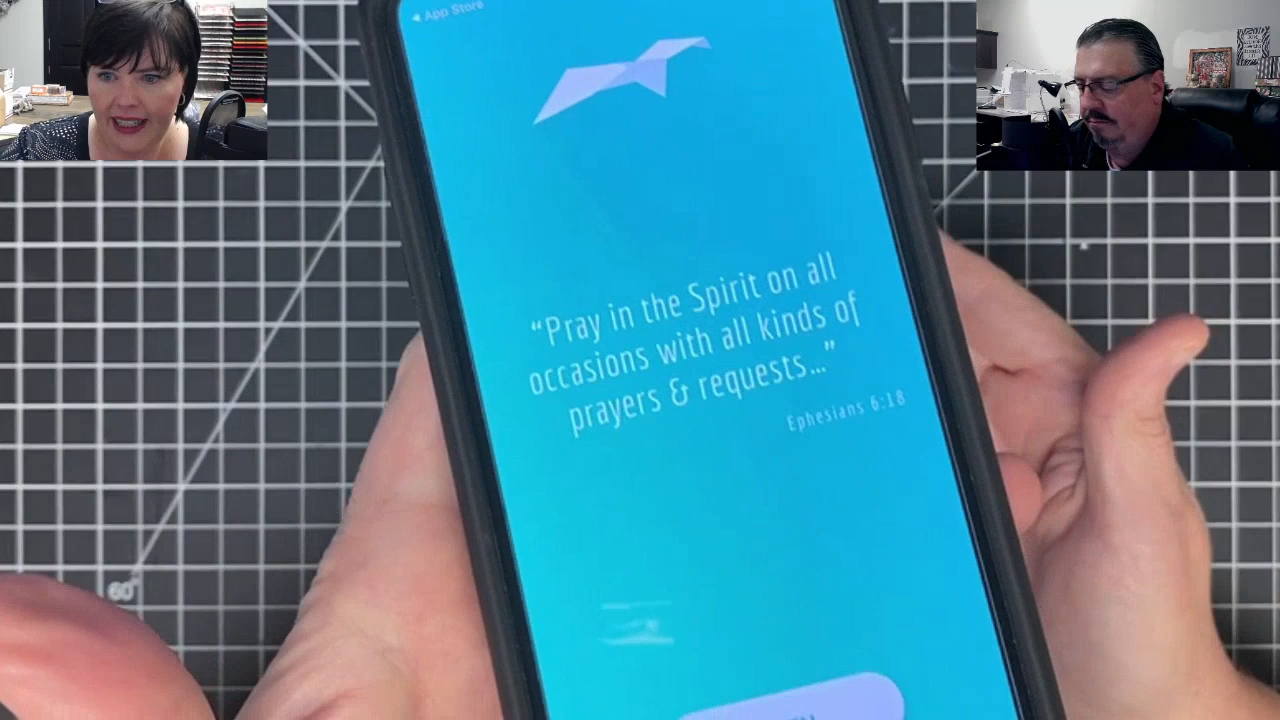 ◀ App Store
“Pray in the Spirit on all
occasions with all kinds of
prayers & requests...”
Ephesians 6:18
60°